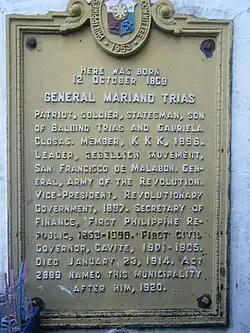 1953
HERE WAS BORN
12 OCTOBER 1869
GENERAL MARIANO TRIAS
PATRIOT, SOLDIER, STATESMAN, SON
OF BALBINO TRIAS AND GABRIELA
CLOSAS. MEMBER, K K K, 1896.
LEADER, REBELLION MOVEMENT,
SAN FRANCISCO DE MALABON. GEN-
ERAL, ARMY OF THE REVOLUTION.
VICE-PRESIDENT, REVOLUTIONARY
GOVERNMENT, 1897. SECRETARY OF
FINANCE, FIRST PHILIPPINE RE-
PUBLIC, 1899. FIRST CIVIL
GOVERNOR, CAVITE, 1901-1905.
DIED JANUARY 23, 1914. ACT
2889 NAMED THIS MUNICIPALITY
AFTER HIM, 1920.